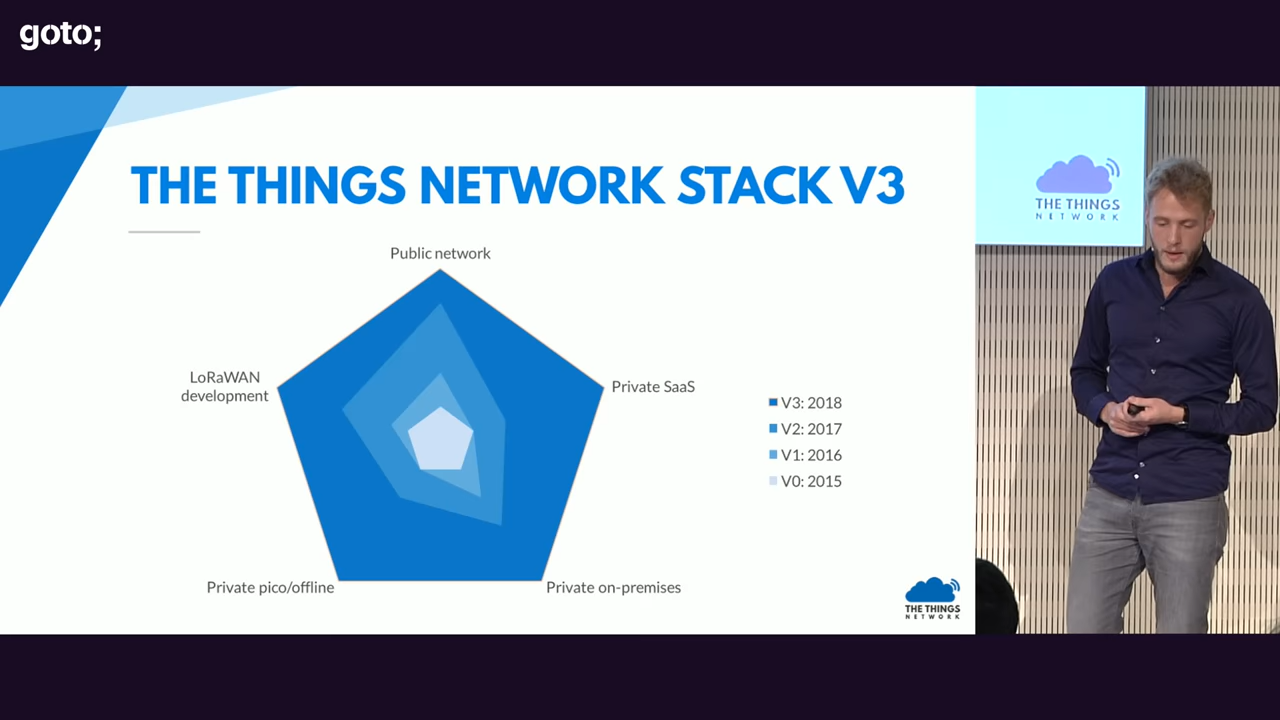 goto;
THE THINGS NETWORK STACK V3
Public network
LoRaWAN
development
Private SaaS
V3: 2018
V2: 2017
V1: 2016
V0: 2015
Private pico/offline
Private on-premises
THE THINGS
NETWORK
THE THINGS
NETWORK